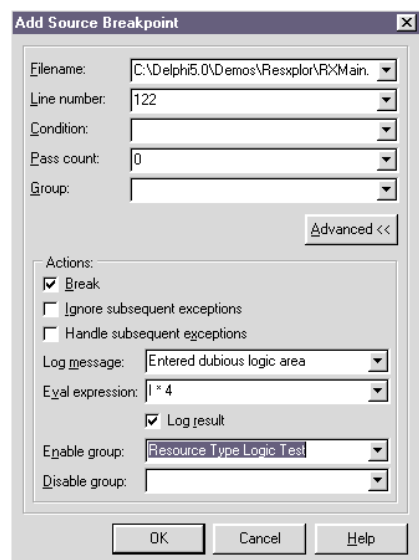 Add Source Breakpoint
Filename: C:\Delphi5.0\Demos\Resxplor\RXMain.
Line number: 122
Condition:
Pass count: 0
Group:
Advanced <<
Actions:
Break
Ignore subsequent exceptions
Handle subsequent exceptions
Log message: Entered dubious logic area
Eval expression: I * 4
Log result
Enable group: Resource Type Logic Test
Disable group:
OK Cancel Help